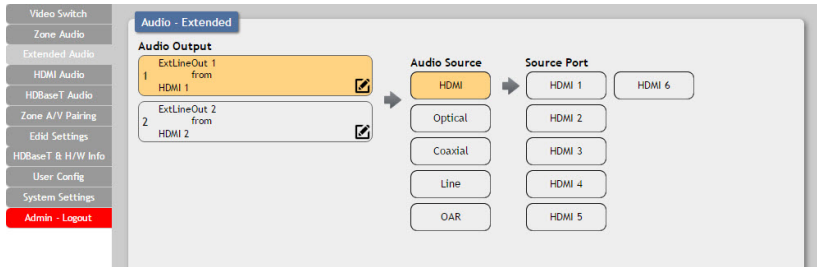 Video Switch
Zone Audio
Extended Audio
HDMI Audio
HDBaseT Audio
Zone A/V Pairing
Edid Settings
HDBaseT & H/W Info
User Config
System Settings
Admin - Logout
Audio - Extended
Audio Output
ExtLineOut 1
1 from
HDMI 1
ExtLineOut 2
2 from
HDMI 2
Audio Source
HDMI
Optical
Coaxial
Line
OAR
Source Port
HDMI 1 HDMI 6
HDMI 2
HDMI 3
HDMI 4
HDMI 5